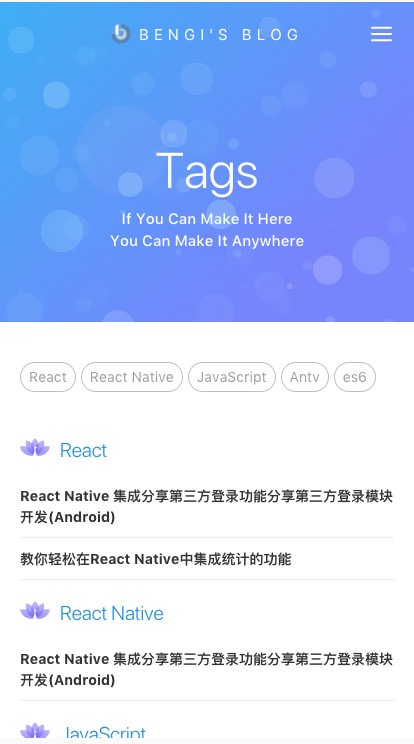 BENGI'S BLOG
Tags
If You Can Make It Here
You Can Make It Anywhere
React React Native JavaScript Antv es6
React
React Native 集成分享第三方登录功能分享第三方登录模块
开发(Android)
教你轻松在React Native中集成统计的功能
React Native
React Native 集成分享第三方登录功能分享第三方登录模块
开发(Android)
JavaScript